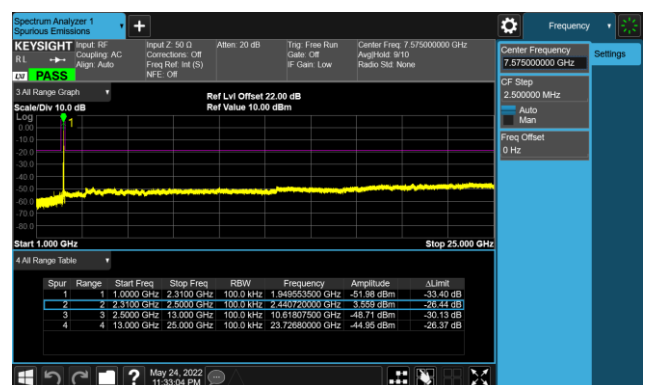 Spectrum Analyzer 1
Spurious Emissions
Frequency
KEYSIGHT Input: RF Input Z: 50 Ω Atten: 20 dB Trig: Free Run Center Freq: 7.575000000 GHz
RL Coupling: AC Corrections: Off Gate: Off Avg|Hold: 9/10
Align: Auto Freq Ref: Int (S) IF Gain: Low Radio Std: None
NFE: Off
PASS
Center Frequency
7.575000000 GHz
Settings
CF Step
2.500000 MHz
Auto
Man
Freq Offset
0 Hz
3 All Range Graph
Ref Lvl Offset 22.00 dB
Scale/Div 10.0 dB Ref Value 10.00 dBm
Log
1
0.00
-10.0
-20.0
-30.0
-40.0
-50.0
-60.0
-70.0
-80.0
Start 1.000 GHz Stop 25.000 GHz
4 All Range Table
Spur Range Start Freq Stop Freq RBW Frequency Amplitude ΔLimit
1 1 1.0000 GHz 2.3100 GHz 100.0 kHz 1.949553500 GHz -51.98 dBm -33.40 dB
2 2 2.3100 GHz 2.5000 GHz 100.0 kHz 2.440720000 GHz 3.559 dBm -26.44 dB
3 3 2.5000 GHz 13.000 GHz 100.0 kHz 10.61807500 GHz -48.71 dBm -30.13 dB
4 4 13.000 GHz 25.000 GHz 100.0 kHz 23.72680000 GHz -44.95 dBm -26.37 dB
May 24, 2022
11:33:04 PM